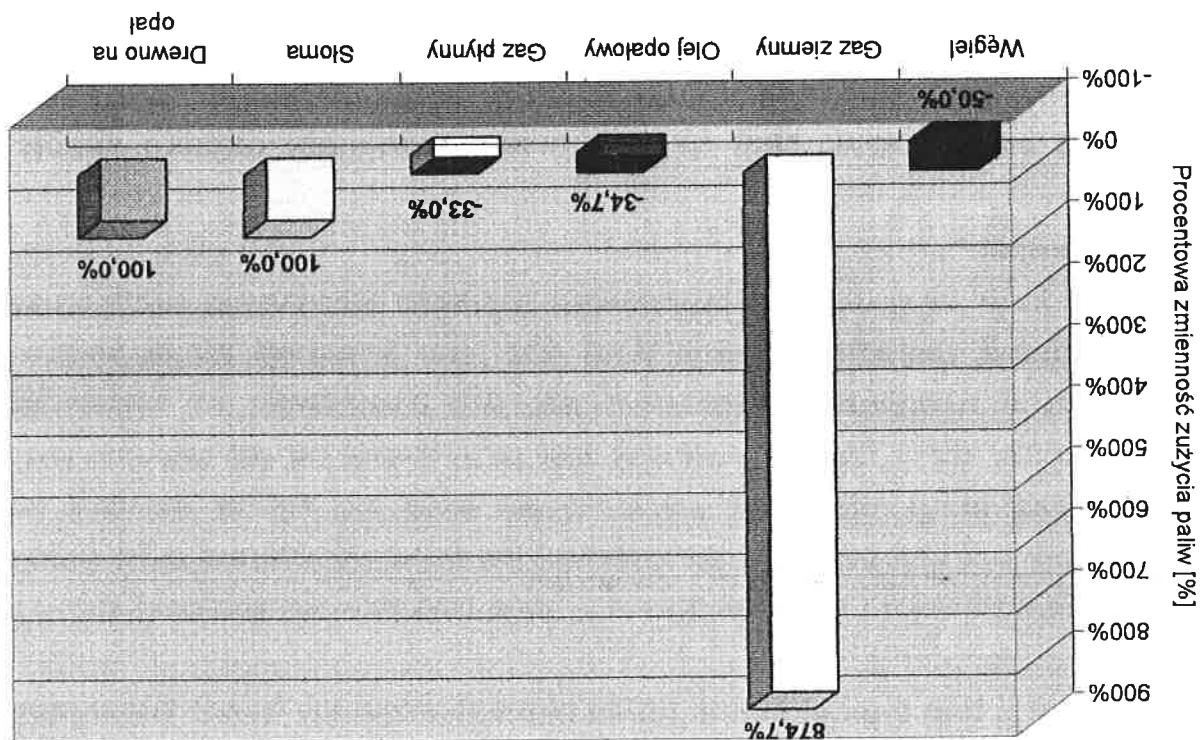 Procentowa zmienność zużycia paliw [%]
900%
800%
700%
600%
500%
400%
300%
200%
100%
0%
-100%
-50,0%
874,7%
-34,7%
-33,0%
100,0%
100,0%
Węgiel
Gaz ziemny
Olej opałowy
Gaz płynny
Słoma
Drewno na
opał